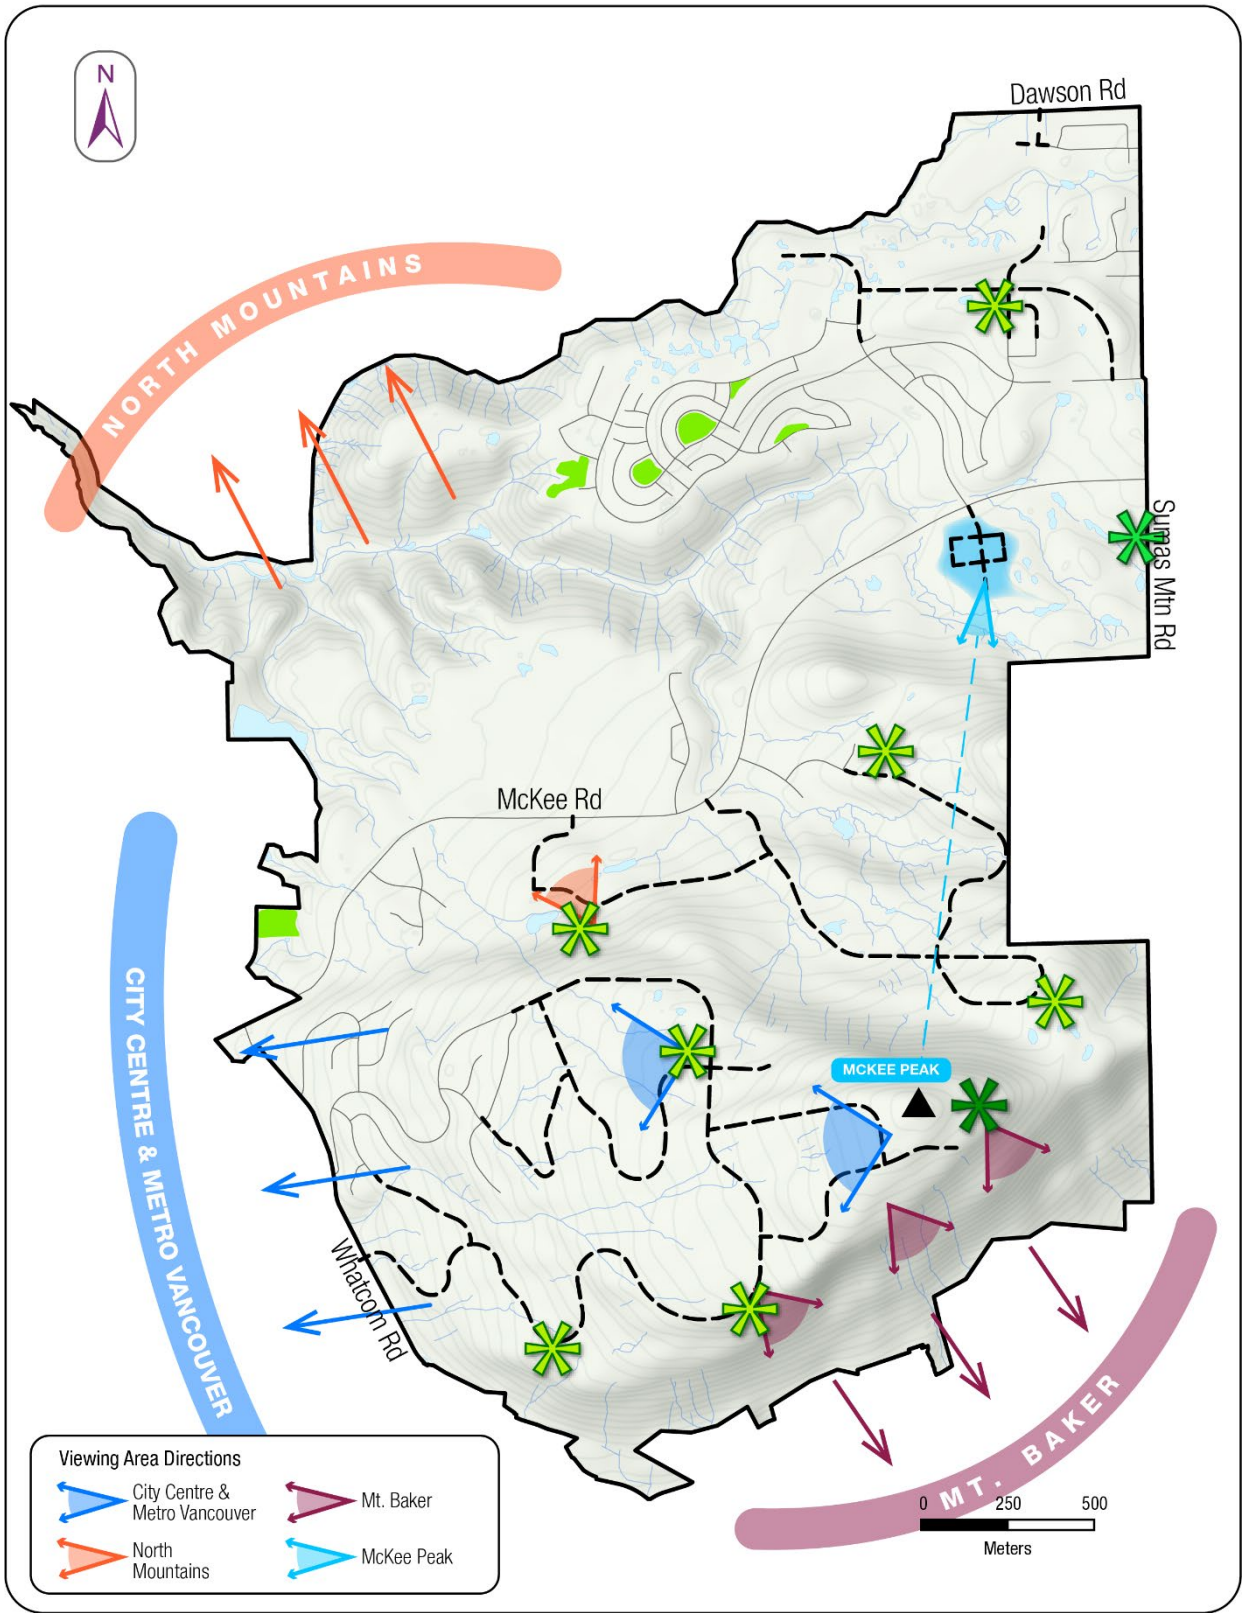 N
Dawson Rd
NORTH MOUNTAINS
Sumas Mtn Rd
McKee Rd
CITY CENTRE & METRO VANCOUVER
MCKEE PEAK
Whatcom Rd
MT. BAKER
0 250 500
Meters
Viewing Area Directions
City Centre &
Metro Vancouver
Mt. Baker
North
Mountains
McKee Peak